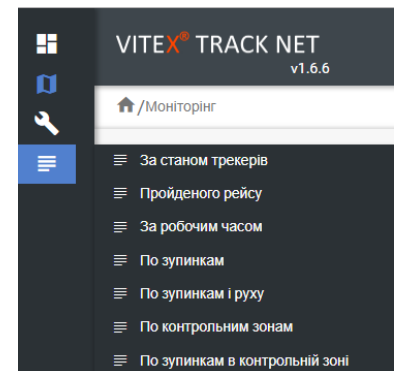 VITEX® TRACK NET
v1.6.6
/Моніторінг
За станом трекерів
Пройденого рейсу
За робочим часом
По зупинкам
По зупинкам і руху
По контрольним зонам
По зупинкам в контрольній зоні